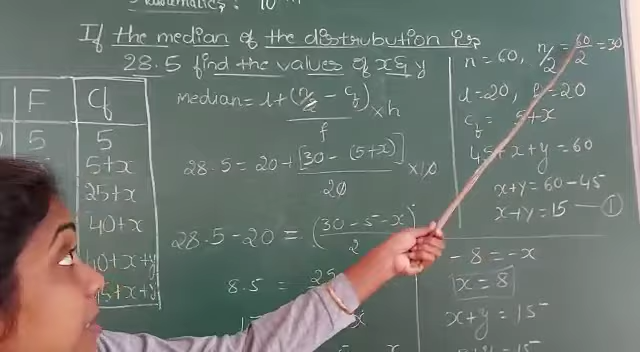 Mathematics: 10
If the median of the distribution is
28.5 find the values of x & y
F Cf
5 5
5+x
25+x
40+x
40+x+y
45+x+y
median = l + (n/2 - Cf)/f × h
28.5 = 20 + [30 - (5+x)]/20 × 10
28.5 - 20 = (30 - 5 - x)/2
8.5 = 25
n = 60, n/2 = 60/2 = 30
l = 20, f = 20
Cf = 5+x
45+x+y = 60
x+y = 60-45
x+y = 15 — ①
-8 = -x
x = 8
x+y = 15